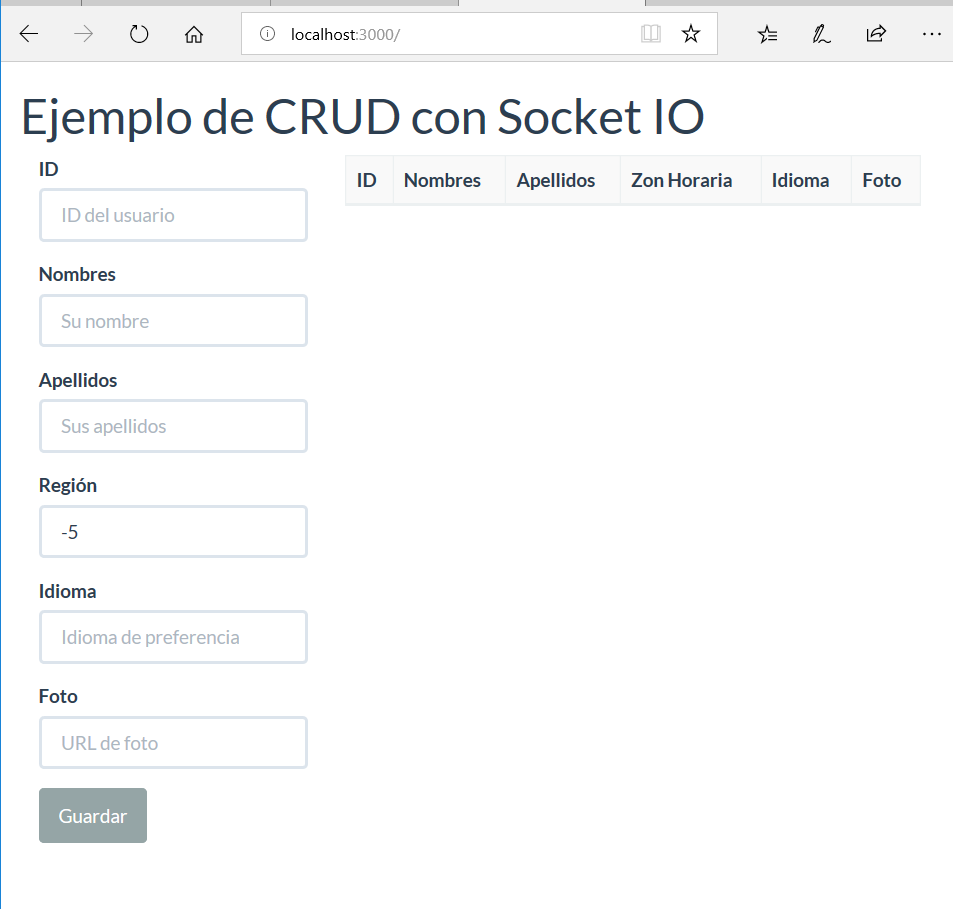 localhost:3000/
Ejemplo de CRUD con Socket IO
ID
ID del usuario
Nombres
Su nombre
Apellidos
Sus apellidos
Región
-5
Idioma
Idioma de preferencia
Foto
URL de foto
Guardar
ID Nombres Apellidos Zon Horaria Idioma Foto